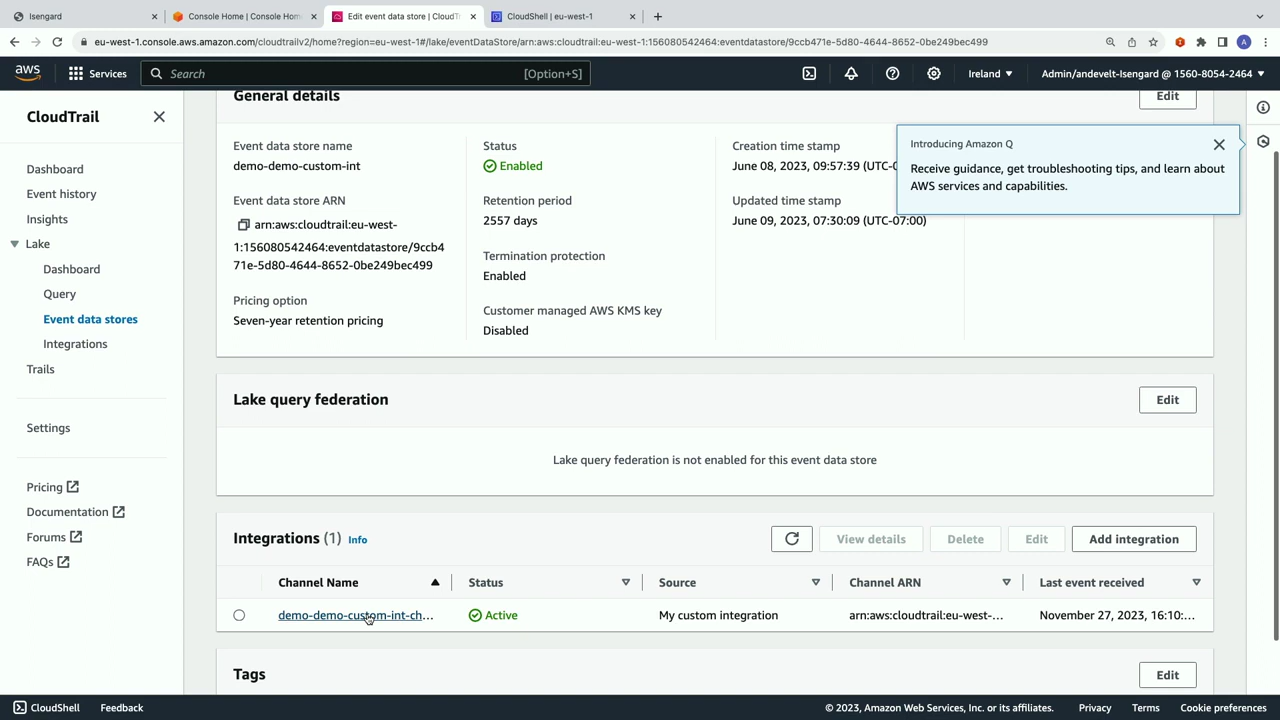 Isengard
Console Home | Console Hom
Edit event data store | CloudTr
CloudShell | eu-west-1
eu-west-1.console.aws.amazon.com/cloudtrailv2/home?region=eu-west-1#/lake/eventDataStore/arn:aws:cloudtrail:eu-west-1:156080542464:eventdatastore/9ccb471e-5d80-4644-8652-0be249bec499
A
aws
Services
Search
[Option+S]
Ireland
Admin/andevelt-Isengard @ 1560-8054-2464
CloudTrail
Dashboard
Event history
Insights
Lake
Dashboard
Query
Event data stores
Integrations
Trails
Settings
Pricing
Documentation
Forums
FAQs
General details
Edit
Event data store name
demo-demo-custom-int
Event data store ARN
arn:aws:cloudtrail:eu-west-
1:156080542464:eventdatastore/9ccb4
71e-5d80-4644-8652-0be249bec499
Pricing option
Seven-year retention pricing
Status
Enabled
Retention period
2557 days
Termination protection
Enabled
Customer managed AWS KMS key
Disabled
Creation time stamp
June 08, 2023, 09:57:39 (UTC-0
Updated time stamp
June 09, 2023, 07:30:09 (UTC-07:00)
Introducing Amazon Q
Receive guidance, get troubleshooting tips, and learn about
AWS services and capabilities.
Lake query federation
Edit
Lake query federation is not enabled for this event data store
Integrations (1) Info
View details
Delete
Edit
Add integration
Channel Name
Status
Source
Channel ARN
Last event received
demo-demo-custom-int-ch...
Active
My custom integration
arn:aws:cloudtrail:eu-west-...
November 27, 2023, 16:10:...
Tags
Edit
CloudShell
Feedback
© 2023, Amazon Web Services, Inc. or its affiliates.
Privacy
Terms
Cookie preferences